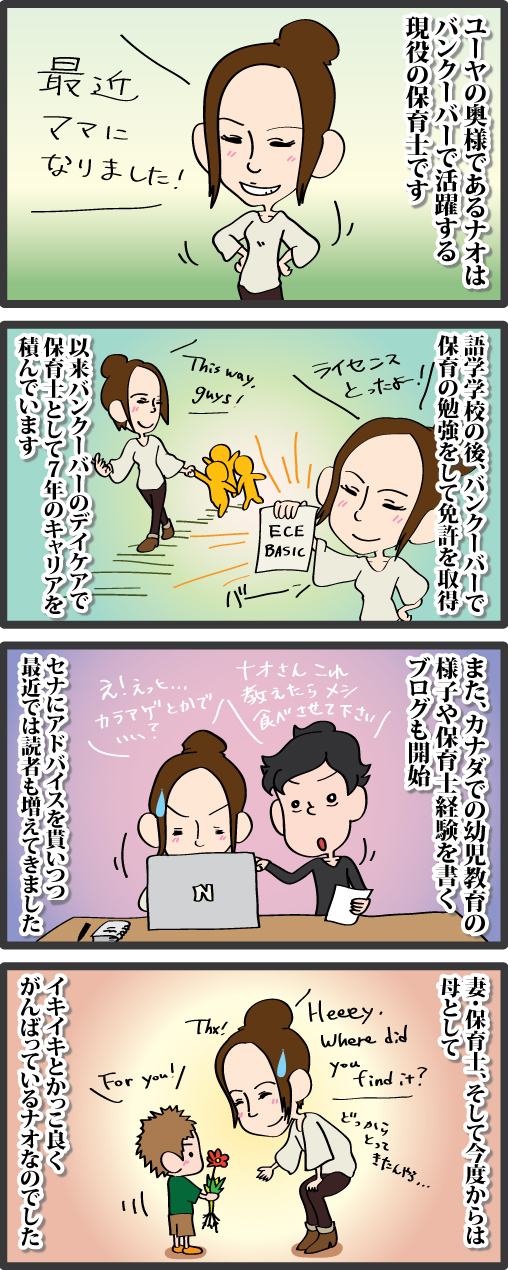 ユーヤの奥様であるナオは
バンクーバーで活躍する
現役の保育士です
最近
ママに
なりました!
語学学校の後、バンクーバーで
保育の勉強をして免許を取得
ライセンス
とったよー!!
ECE
BASIC
バーン
This way,
guys!
以来バンクーバーのデイケアで
保育士として7年のキャリアを
積んでいます
また、カナダでの幼児教育の
様子や保育士経験を書く
ブログも開始
ナオさん これ
教えたら メシ
食べさせて下さい
え!えっと...
カラアゲとかで
いい?
N
セナにアドバイスを貰いつつ
最近では読者も増えてきました
妻・保育士、そして今度からは
母として
Heeey.
Where did
you
find it?
どっから
とって
きたんやろ...
Thx!
For you!
イキイキとかっこ良く
がんばっているナオなのでした